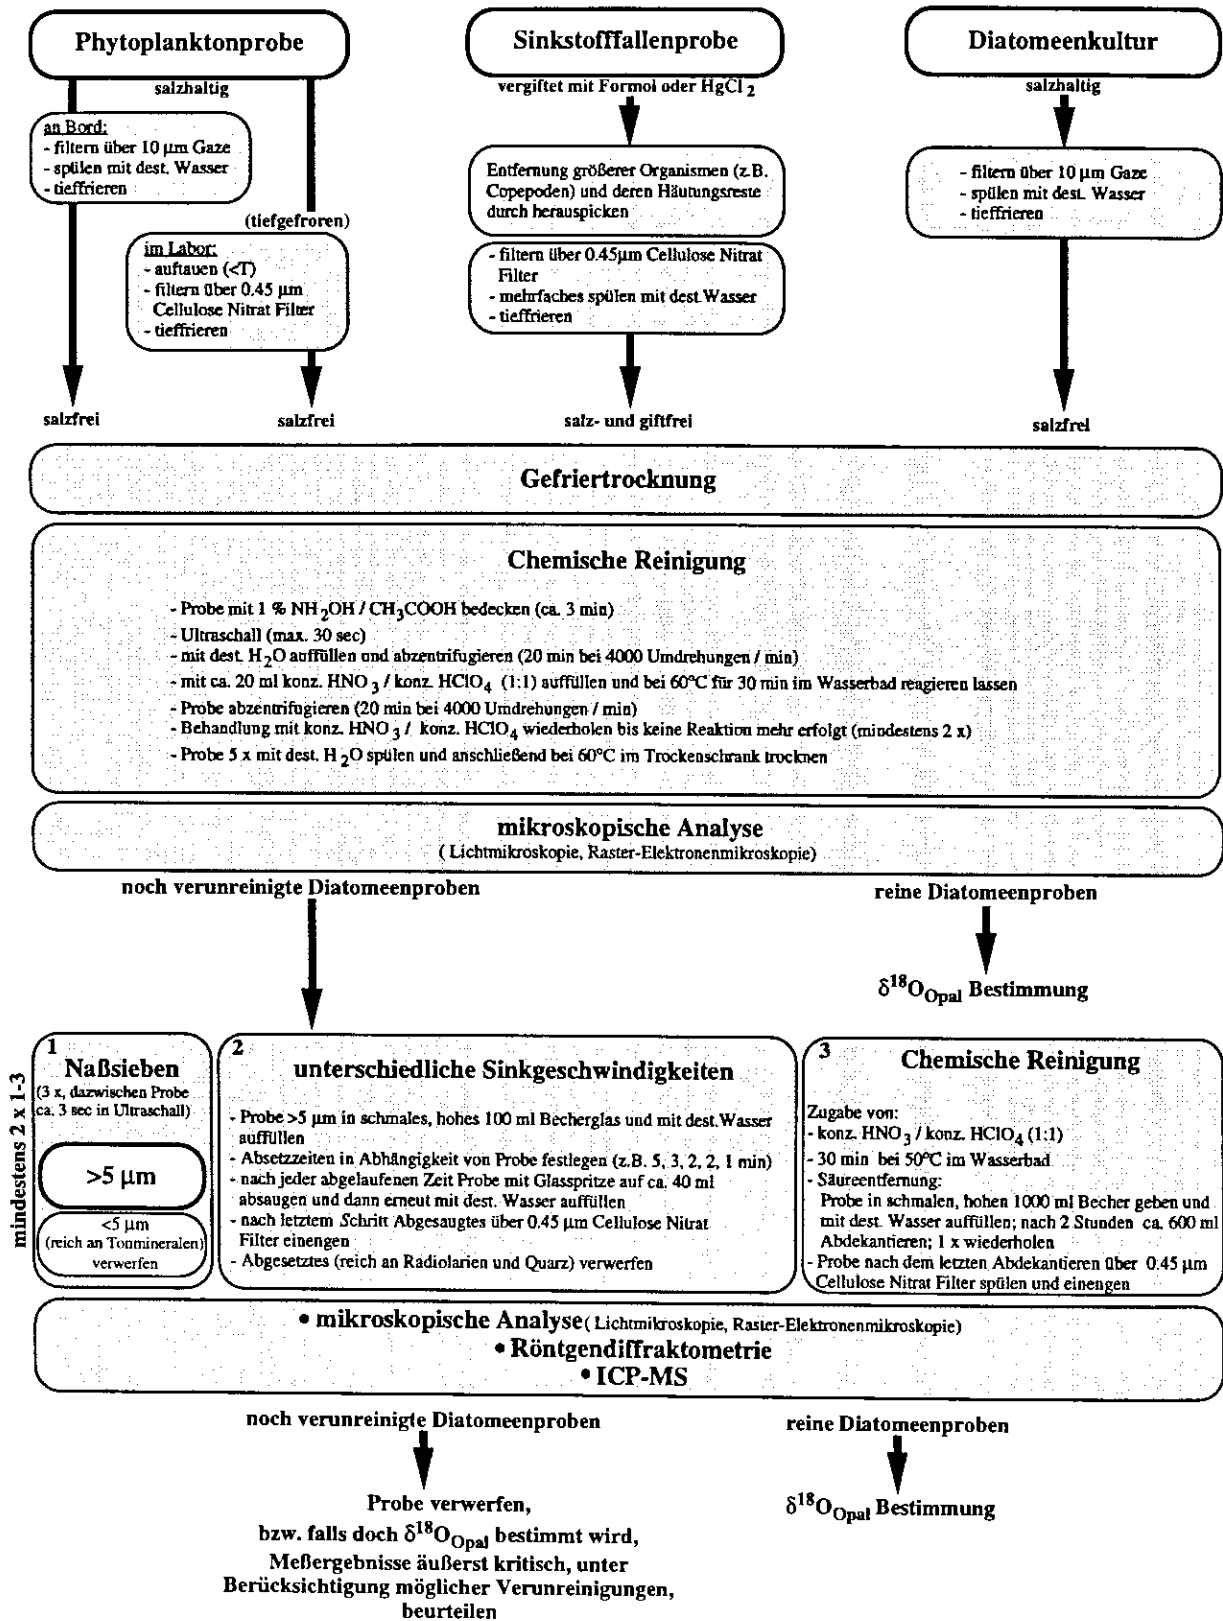 Phytoplanktonprobe
salzhaltig
an Bord:
- filtern über 10 µm Gaze
- spülen mit dest. Wasser
- tieffrieren
(tiefgefroren)
im Labor:
- auftauen (<T)
- filtern über 0.45 µm
Cellulose Nitrat Filter
- tieffrieren
salzfrei
salzfrei
Sinkstofffallenprobe
vergiftet mit Formol oder HgCl2
Entfernung größerer Organismen (z.B.
Copepoden) und deren Häutungsreste
durch herauspicken
- filtern über 0.45µm Cellulose Nitrat
Filter
- mehrfaches spülen mit dest.Wasser
- tieffrieren
salz- und giftfrei
Diatomeenkultur
salzhaltig
- filtern über 10 µm Gaze
- spülen mit dest. Wasser
- tieffrieren
salzfrei
Gefriertrocknung
Chemische Reinigung
- Probe mit 1 % NH2OH / CH3COOH bedecken (ca. 3 min)
- Ultraschall (max. 30 sec)
- mit dest. H2O auffüllen und abzentrifugieren (20 min bei 4000 Umdrehungen / min)
- mit ca. 20 ml konz. HNO3 / konz. HClO4 (1:1) auffüllen und bei 60°C für 30 min im Wasserbad reagieren lassen
- Probe abzentrifugieren (20 min bei 4000 Umdrehungen / min)
- Behandlung mit konz. HNO3 / konz. HClO4 wiederholen bis keine Reaktion mehr erfolgt (mindestens 2 x)
- Probe 5 x mit dest. H2O spülen und anschließend bei 60°C im Trockenschrank trocknen
mikroskopische Analyse
( Lichtmikroskopie, Raster-Elektronenmikroskopie)
noch verunreinigte Diatomeenproben
reine Diatomeenproben
δ18OOpal Bestimmung
mindestens 2 x 1-3
1
Naßsieben
(3 x, dazwischen Probe
ca. 3 sec in Ultraschall)
>5 µm
<5 µm
(reich an Tonmineralen)
verwerfen
2
unterschiedliche Sinkgeschwindigkeiten
- Probe >5 µm in schmales, hohes 100 ml Becherglas und mit dest.Wasser
auffüllen
- Absetzzeiten in Abhängigkeit von Probe festlegen (z.B. 5, 3, 2, 2, 1 min)
- nach jeder abgelaufenen Zeit Probe mit Glasspritze auf ca. 40 ml
absaugen und dann erneut mit dest. Wasser auffüllen
- nach letztem Schritt Abgesaugtes über 0.45 µm Cellulose Nitrat
Filter einengen
- Abgesetztes (reich an Radiolarien und Quarz) verwerfen
3
Chemische Reinigung
Zugabe von:
- konz. HNO3 / konz. HClO4 (1:1)
- 30 min bei 50°C im Wasserbad
- Säureentfernung:
Probe in schmalen, hohen 1000 ml Becher geben und
mit dest. Wasser auffüllen; nach 2 Stunden ca. 600 ml
Abdekantieren; 1 x wiederholen
- Probe nach dem letzten Abdekantieren über 0.45 µm
Cellulose Nitrat Filter spülen und einengen
• mikroskopische Analyse( Lichtmikroskopie, Raster-Elektronenmikroskopie)
• Röntgendiffraktometrie
• ICP-MS
noch verunreinigte Diatomeenproben
Probe verwerfen,
bzw. falls doch δ18OOpal bestimmt wird,
Meßergebnisse äußerst kritisch, unter
Berücksichtigung möglicher Verunreinigungen,
beurteilen
reine Diatomeenproben
δ18OOpal Bestimmung